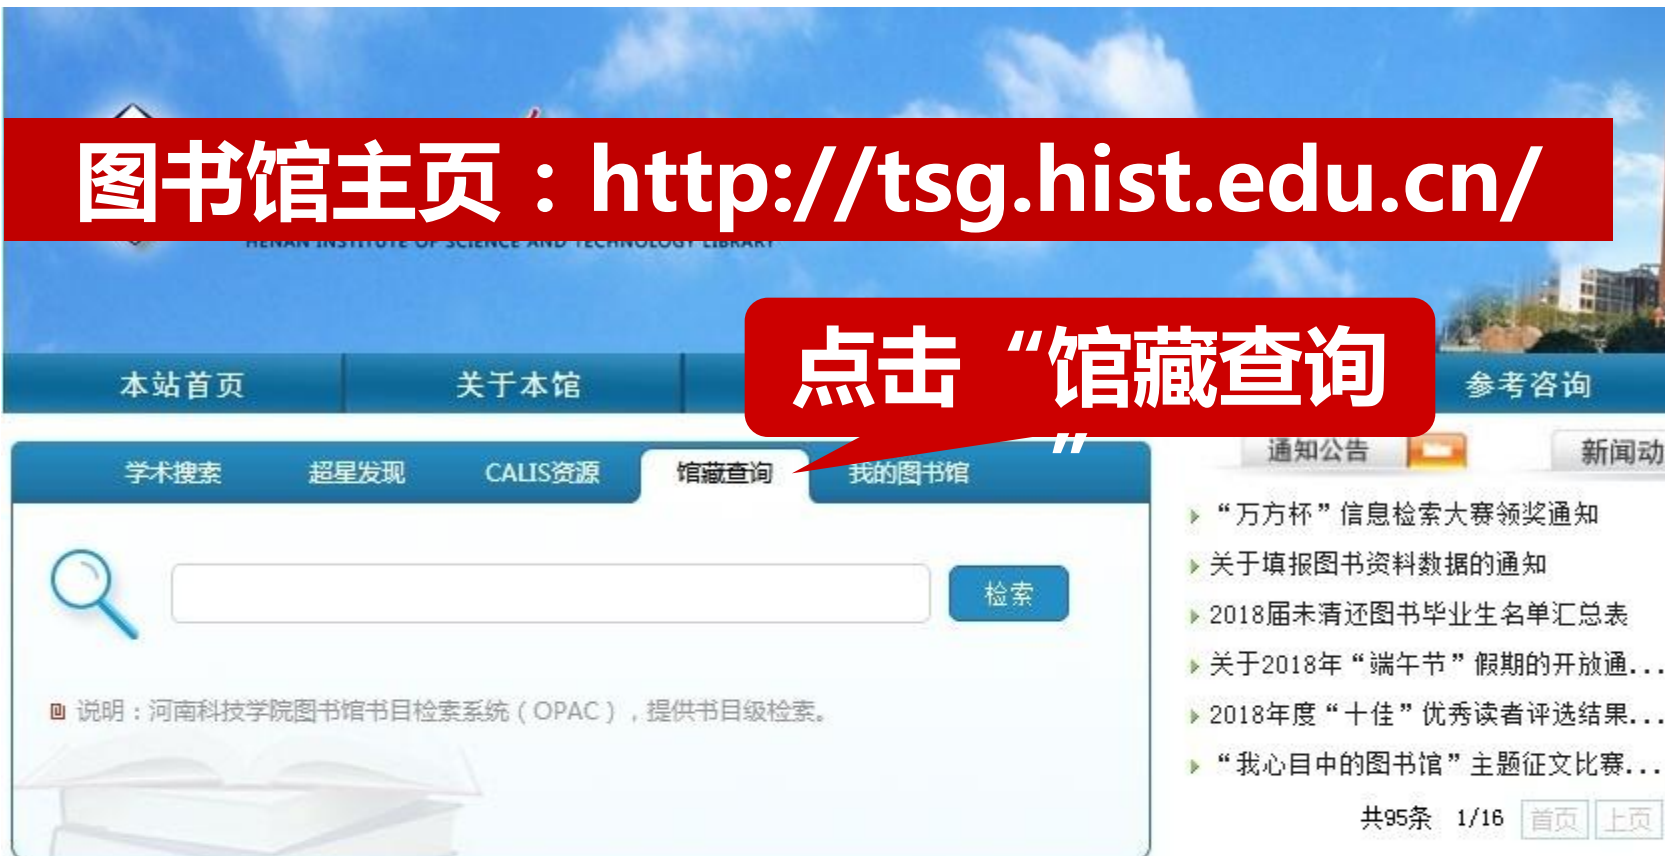 图书馆主页：http://tsg.hist.edu.cn/
HENAN INSTITUTE OF SCIENCE AND TECHNOLOGY LIBRARY
点击“馆藏查询
”
本站首页 关于本馆 参考咨询
学术搜索 超星发现 CALIS资源 馆藏查询 我的图书馆
检索
说明：河南科技学院图书馆书目检索系统（OPAC），提供书目级检索。
通知公告 新闻动
“万方杯”信息检索大赛领奖通知
关于填报图书资料数据的通知
2018届未清还图书毕业生名单汇总表
关于2018年“端午节”假期的开放通...
2018年度“十佳”优秀读者评选结果...
“我心目中的图书馆”主题征文比赛...
共95条 1/16 首页 上页